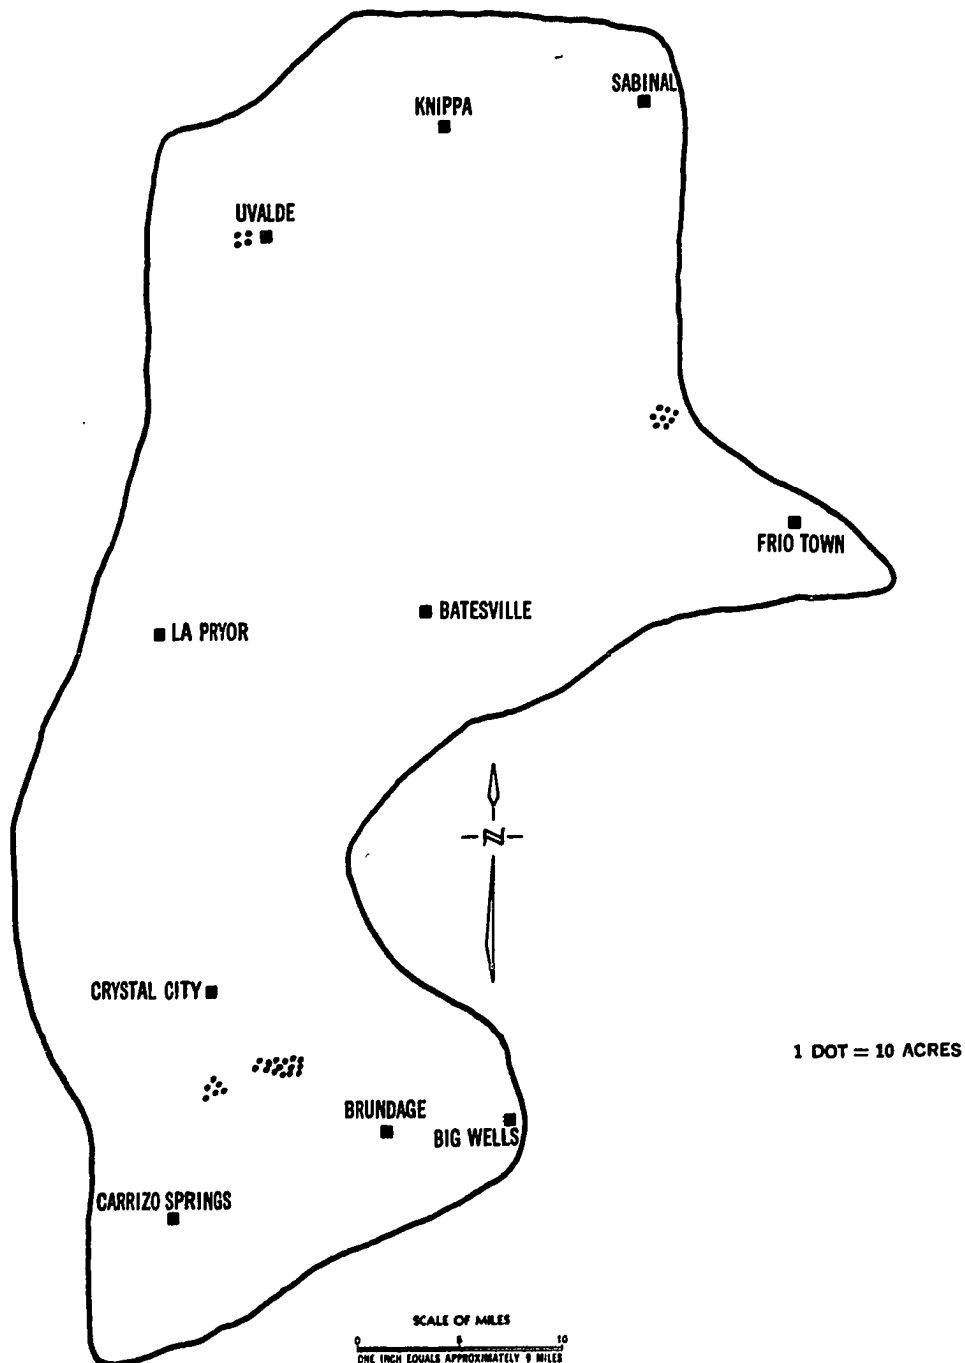 SABINAL
KNIPPA
UVALDE
FRIO TOWN
BATESVILLE
LA PRYOR
N
CRYSTAL CITY
1 DOT = 10 ACRES
BRUNDAGE
BIG WELLS
CARRIZO SPRINGS
SCALE OF MILES
0 5 10
ONE INCH EQUALS APPROXIMATELY 9 MILES